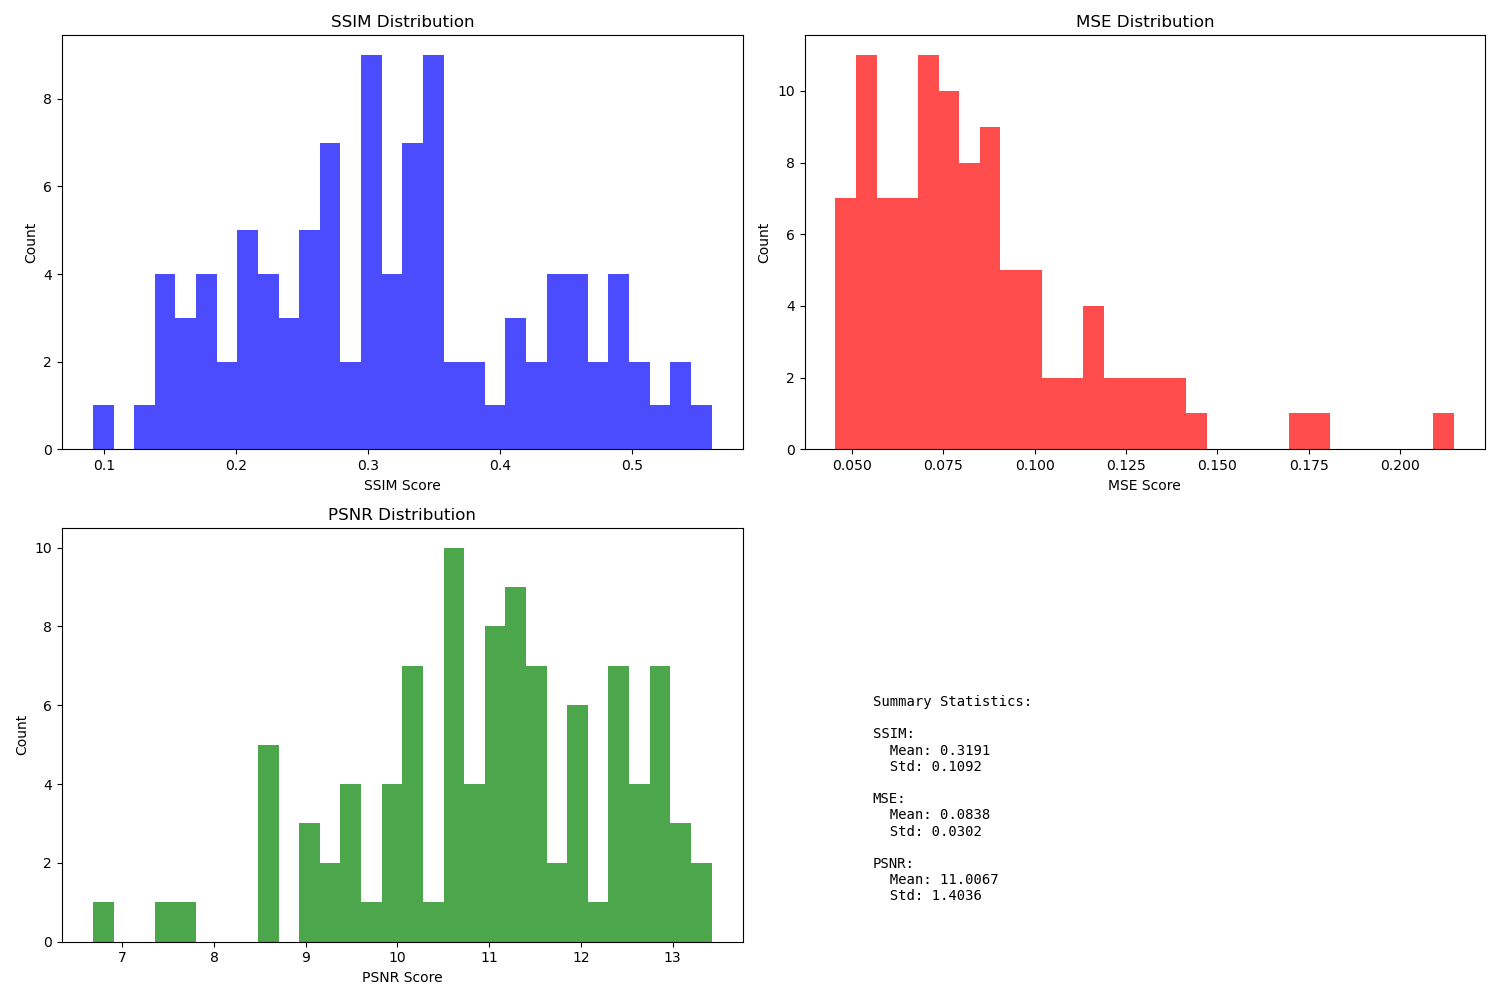 SSIM Distribution
Count
8
6
4
2
0
0.1 0.2 0.3 0.4 0.5
SSIM Score
MSE Distribution
Count
10
8
6
4
2
0
0.050 0.075 0.100 0.125 0.150 0.175 0.200
MSE Score
PSNR Distribution
Count
10
8
6
4
2
0
7 8 9 10 11 12 13
PSNR Score
Summary Statistics:
SSIM:
Mean: 0.3191
Std: 0.1092
MSE:
Mean: 0.0838
Std: 0.0302
PSNR:
Mean: 11.0067
Std: 1.4036